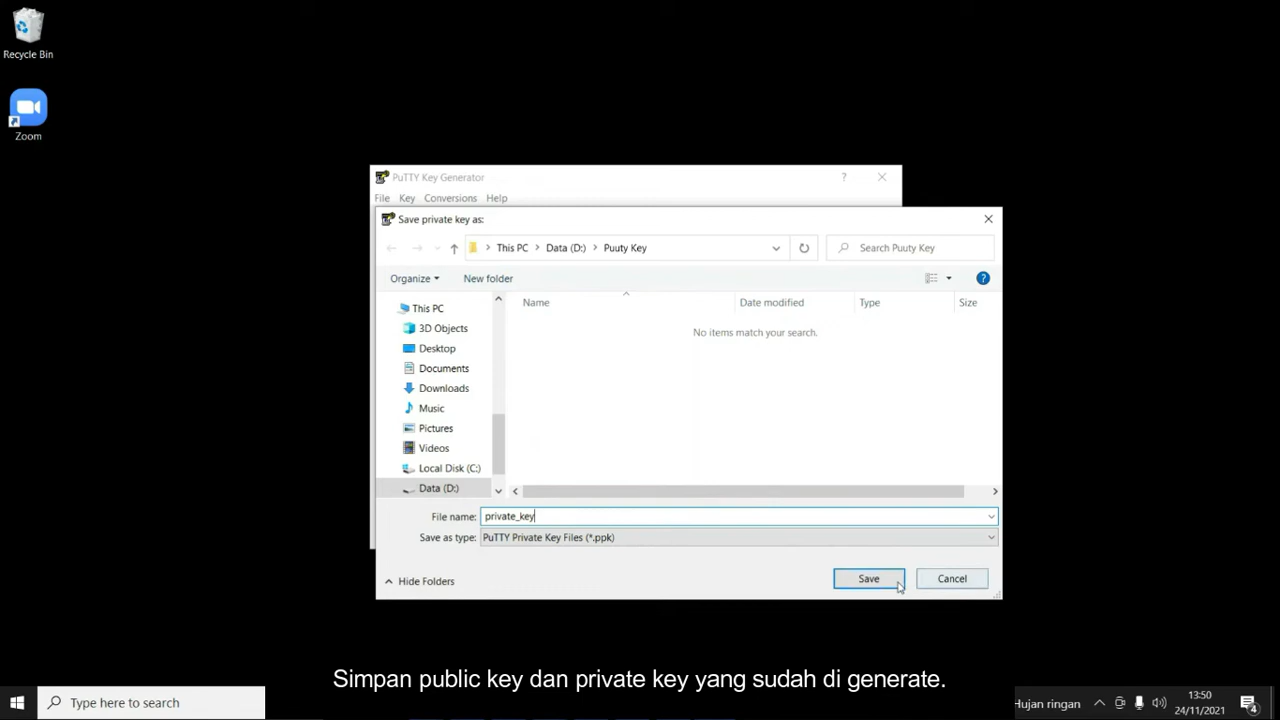 Recycle Bin
Zoom
PuTTY Key Generator
?
File Key Conversions Help
Save private key as:
This PC > Data (D:) > Puuty Key
Search Puuty Key
Organize
New folder
?
Name
Date modified
Type
Size
No items match your search.
This PC
3D Objects
Desktop
Documents
Downloads
Music
Pictures
Videos
Local Disk (C:)
Data (D:)
File name: private_key
Save as type: PuTTY Private Key Files (*.ppk)
Hide Folders
Save
Cancel
Simpan public key dan private key yang sudah di generate.
Type here to search
Hujan ringan
13:50
24/11/2021
4